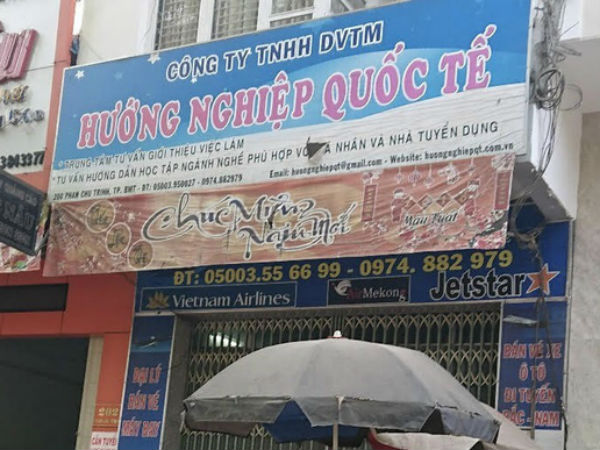 CÔNG TY TNHH DVTM
HƯỚNG NGHIỆP QUỐC TẾ
* TRUNG TÂM TƯ VẤN GIỚI THIỆU VIỆC LÀM
* TƯ VẤN HƯỚNG DẪN HỌC TẬP NGÀNH NGHỀ PHÙ HỢP VỚI CÁ NHÂN VÀ NHÀ TUYỂN DỤNG
200 PHAN CHU TRINH, TP. BMT - ĐT: 05003.950027 - 0974.882979
Email: huongnghiepqt@gmail.com - Website: huongnghiepqt.com.vn
Chúc Mừng
Năm Mới
Mậu Tuất
ĐT: 05003.55 66 99 - 0974. 882 979
Vietnam Airlines
AirMekong
Jetstar
ĐẠI LÝ
BÁN VÉ
MÁY BAY
BÁN VÉ XE
Ô TÔ
ĐI TUYẾN
BẮC - NAM
202
CẦN TUYỂN